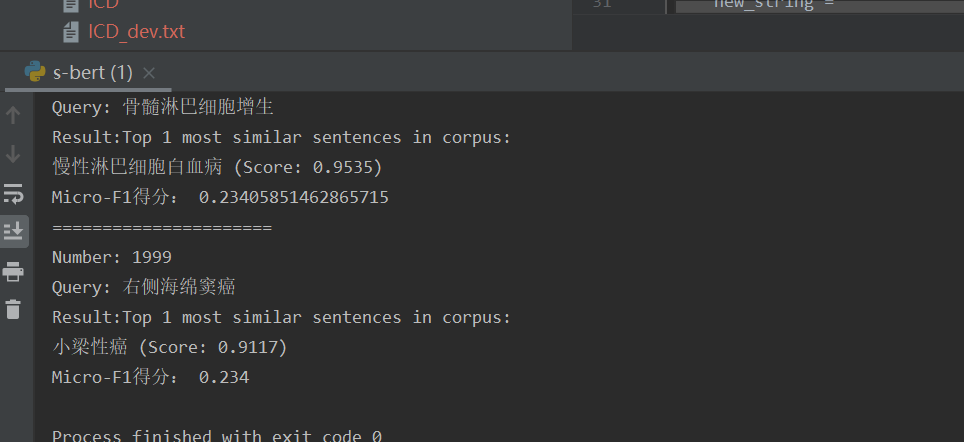 ICD
31
new_string =
ICD_dev.txt
s-bert (1)
Query: 骨髓淋巴细胞增生
Result:Top 1 most similar sentences in corpus:
慢性淋巴细胞白血病 (Score: 0.9535)
Micro-F1得分： 0.23405851462865715
======================
Number: 1999
Query: 右侧海绵窦癌
Result:Top 1 most similar sentences in corpus:
小梁性癌 (Score: 0.9117)
Micro-F1得分： 0.234
Process finished with exit code 0